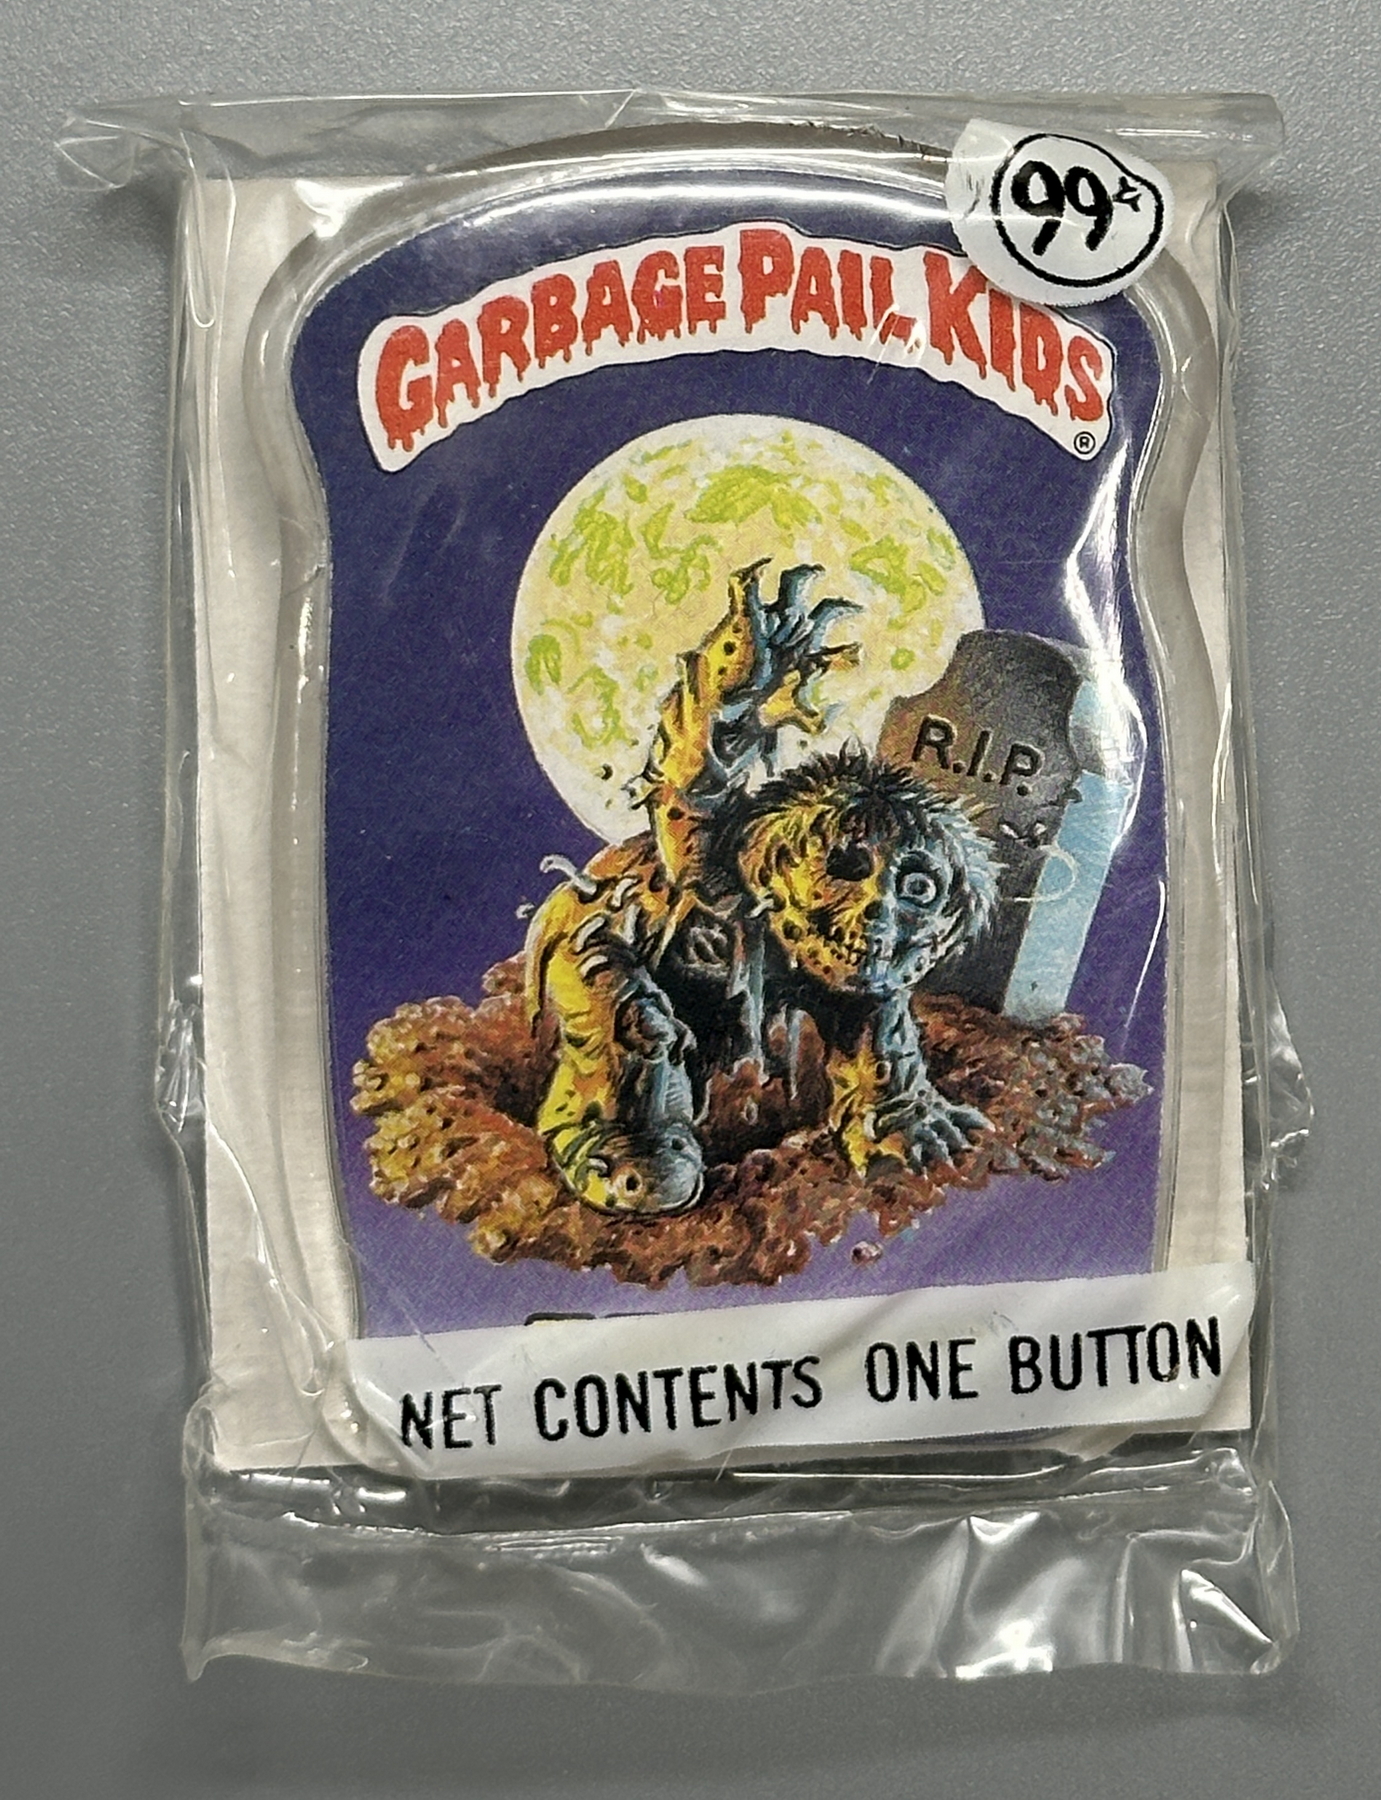 99¢
GARBAGE PAIL KIDS
®
R.I.P.
NET CONTENTS ONE BUTTON